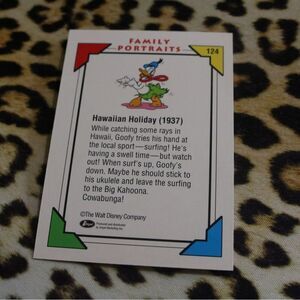 FAMILY
PORTRAITS
124
Hawaiian Holiday (1937)
While catching some rays in
Hawaii, Goofy tries his hand at
the local sport—surfing! He's
having a swell time—but watch
out! When surf's up, Goofy's
down. Maybe he should stick to
his ukulele and leave the surfing
to the Big Kahoona.
Cowabunga!
©The Walt Disney Company